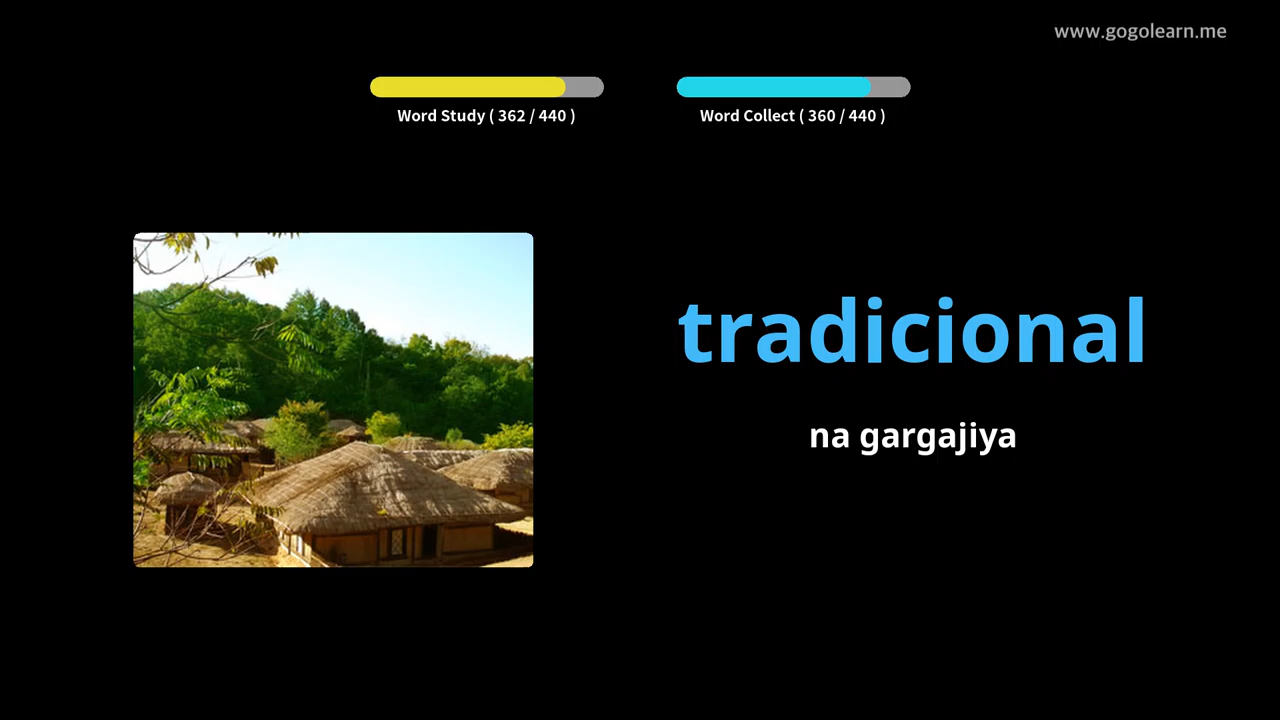 www.gogolearn.me
Word Study ( 362 / 440 )
Word Collect ( 360 / 440 )
tradicional
na gargajiya